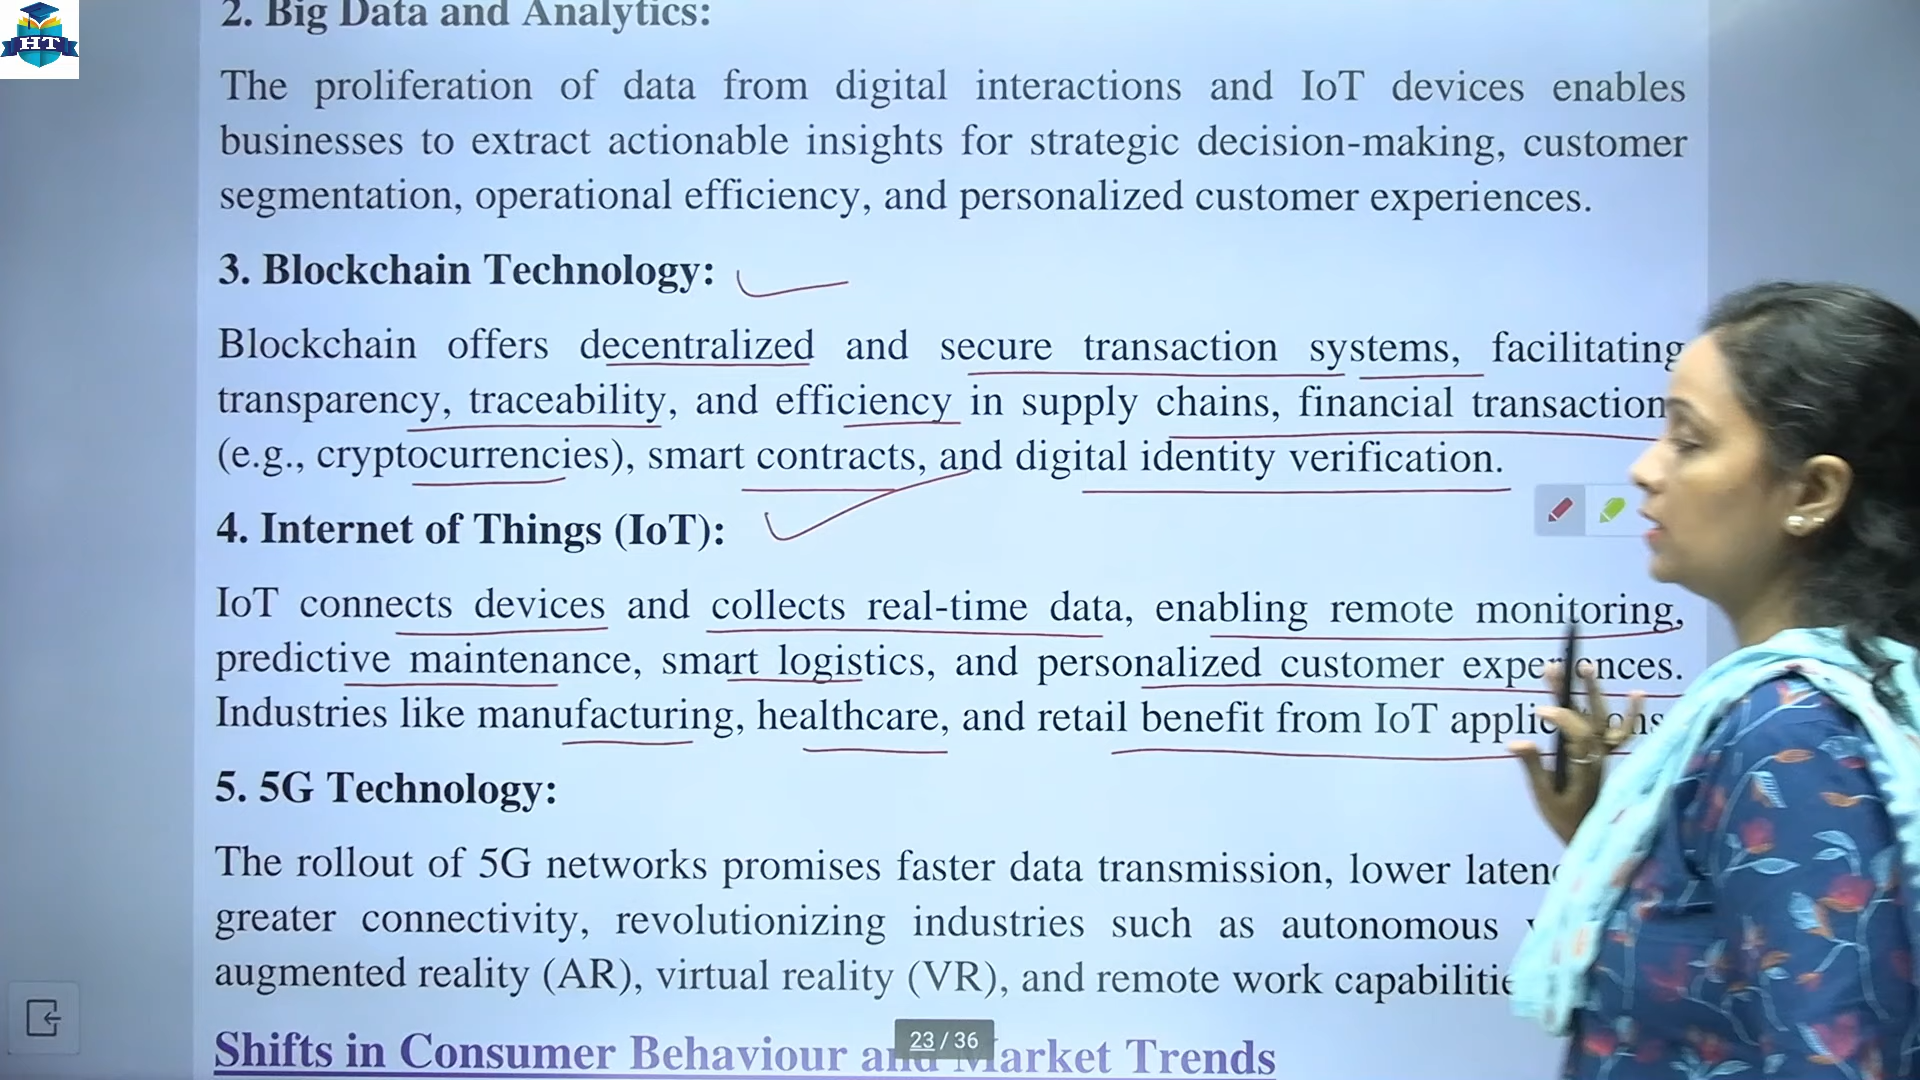 HT
2. Big Data and Analytics:
The proliferation of data from digital interactions and IoT devices enables
businesses to extract actionable insights for strategic decision-making, customer
segmentation, operational efficiency, and personalized customer experiences.
3. Blockchain Technology:
Blockchain offers decentralized and secure transaction systems, facilitating
transparency, traceability, and efficiency in supply chains, financial transaction
(e.g., cryptocurrencies), smart contracts, and digital identity verification.
4. Internet of Things (IoT):
IoT connects devices and collects real-time data, enabling remote monitoring,
predictive maintenance, smart logistics, and personalized customer experiences.
Industries like manufacturing, healthcare, and retail benefit from IoT
5. 5G Technology:
The rollout of 5G networks promises faster data transmission, lower
greater connectivity, revolutionizing industries such as autonomous
augmented reality (AR), virtual reality (VR), and remote work
Shifts in Consumer Behaviour and Market Trends
23 / 36